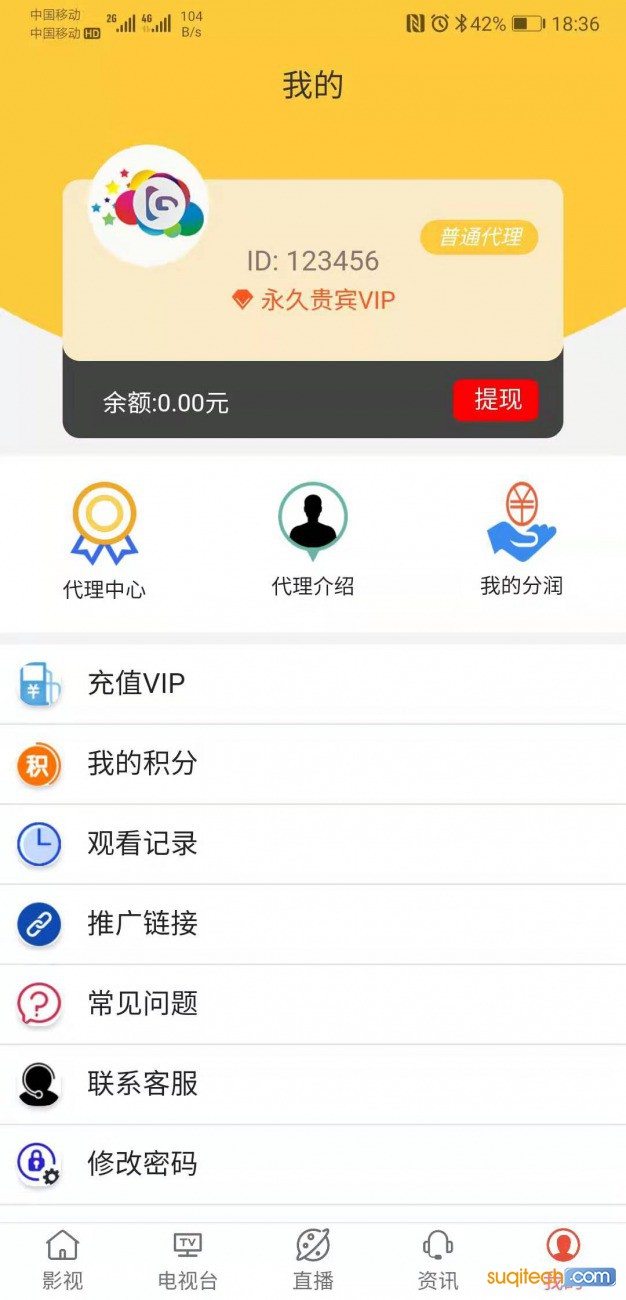 中国移动 2G 4G 104
中国移动 HD B/s
42% 18:36
我的
普通代理
ID: 123456
永久贵宾VIP
余额:0.00元
提现
代理中心
代理介绍
我的分润
充值VIP
积
我的积分
观看记录
推广链接
常见问题
联系客服
修改密码
TV
影视
电视台
直播
资讯
我的
suqitech.com